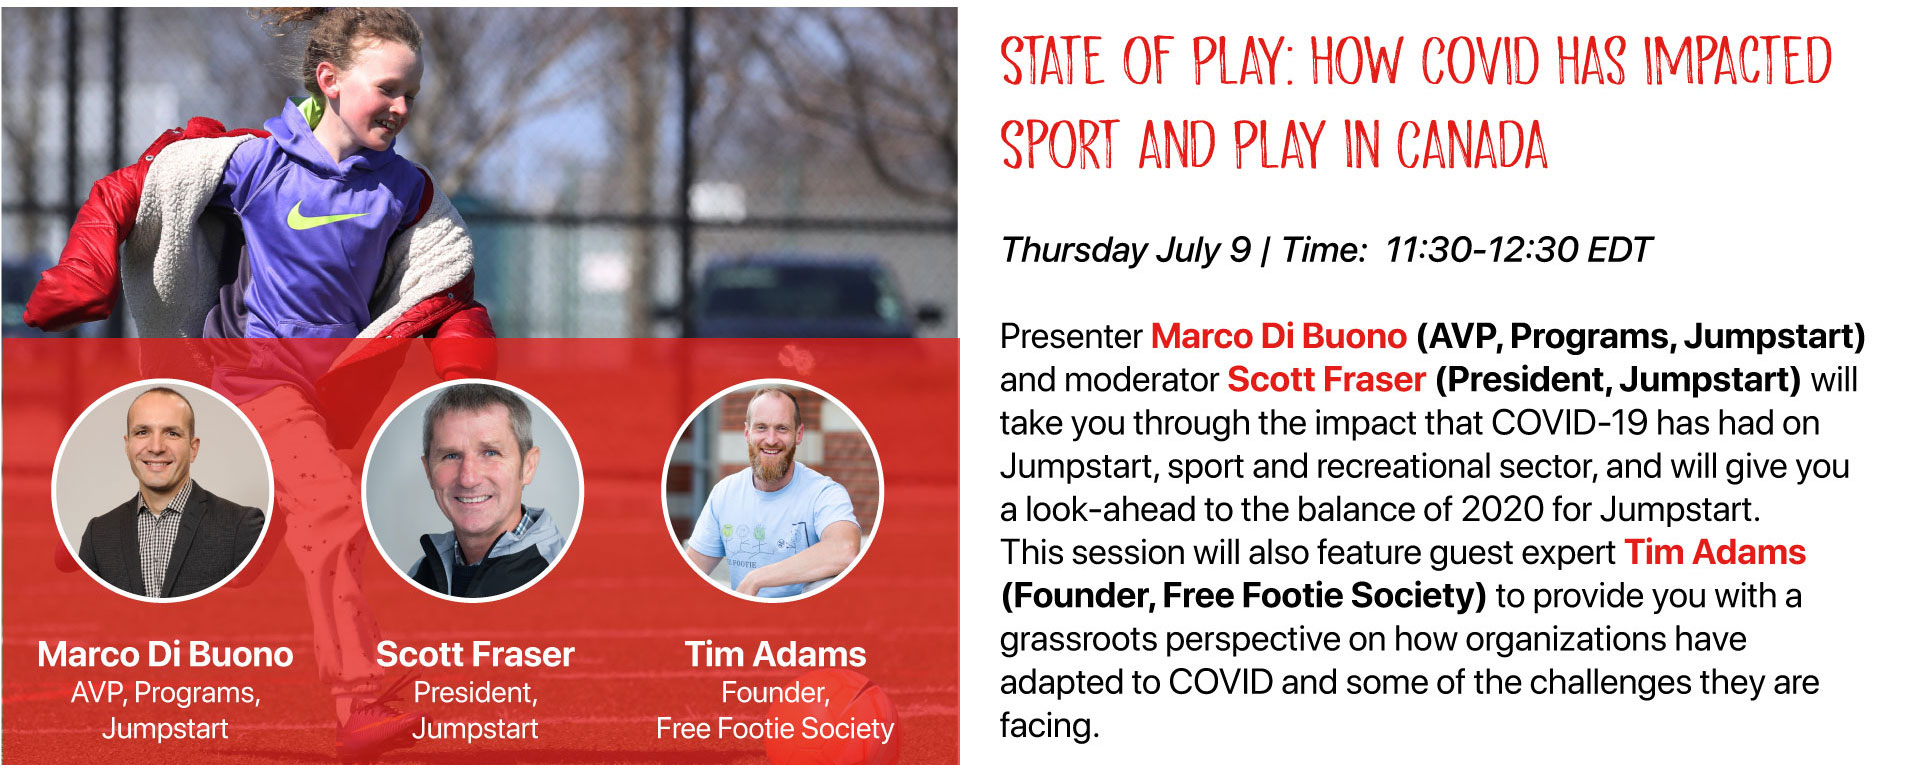 STATE OF PLAY: HOW COVID HAS IMPACTED
SPORT AND PLAY IN CANADA
Thursday July 9 | Time: 11:30-12:30 EDT
Presenter Marco Di Buono (AVP, Programs, Jumpstart)
and moderator Scott Fraser (President, Jumpstart) will
take you through the impact that COVID-19 has had on
Jumpstart, sport and recreational sector, and will give you
a look-ahead to the balance of 2020 for Jumpstart.
This session will also feature guest expert Tim Adams
(Founder, Free Footie Society) to provide you with a
grassroots perspective on how organizations have
adapted to COVID and some of the challenges they are
facing.
FOOTIE
Marco Di Buono
AVP, Programs,
Jumpstart
Scott Fraser
President,
Jumpstart
Tim Adams
Founder,
Free Footie Society